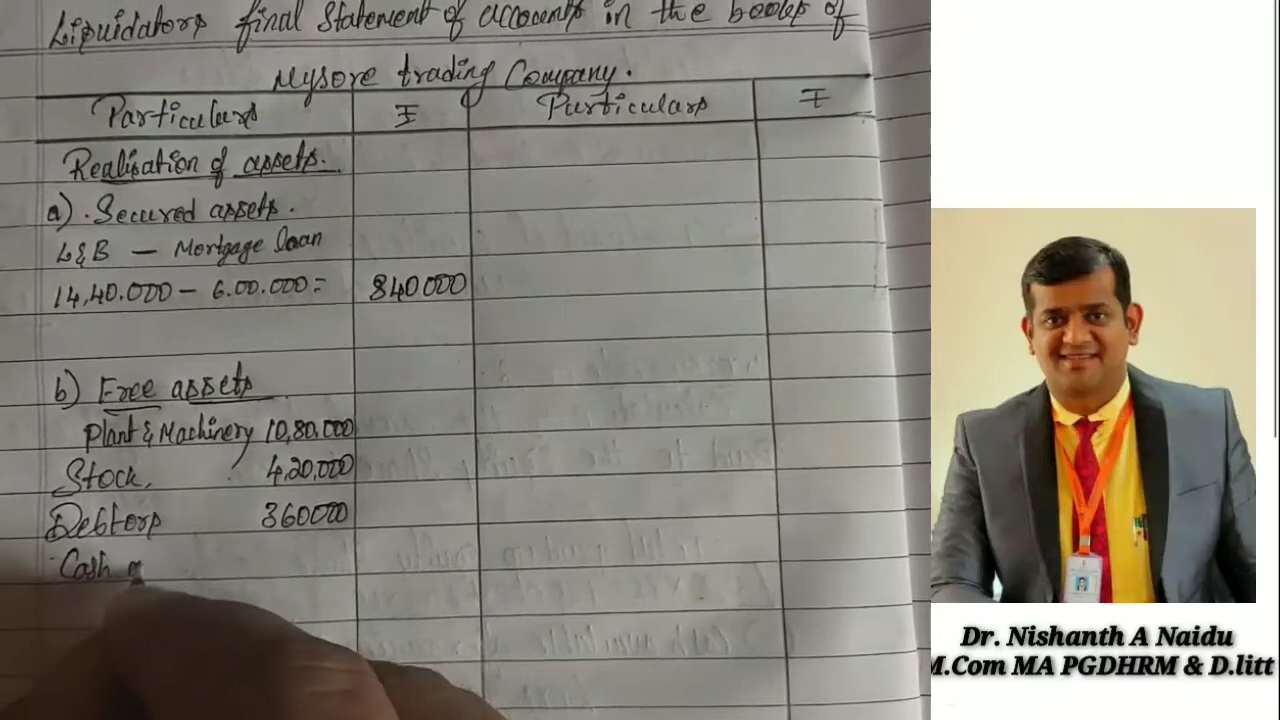 Liquidators final Statement of accounts in the books of
Mysore trading Company.
Particulars ₹ Particulars ₹
Realisation of assets.
a). Secured assets.
L&B – Mortgage loan
14,40.000 – 6.00.000= 840000
b) Free assets
Plant & Machinery 10,80,000
Stock, 4,20,000
Debtors 360000
Cash
Dr. Nishanth A Naidu
M.Com MA PGDHRM & D.litt